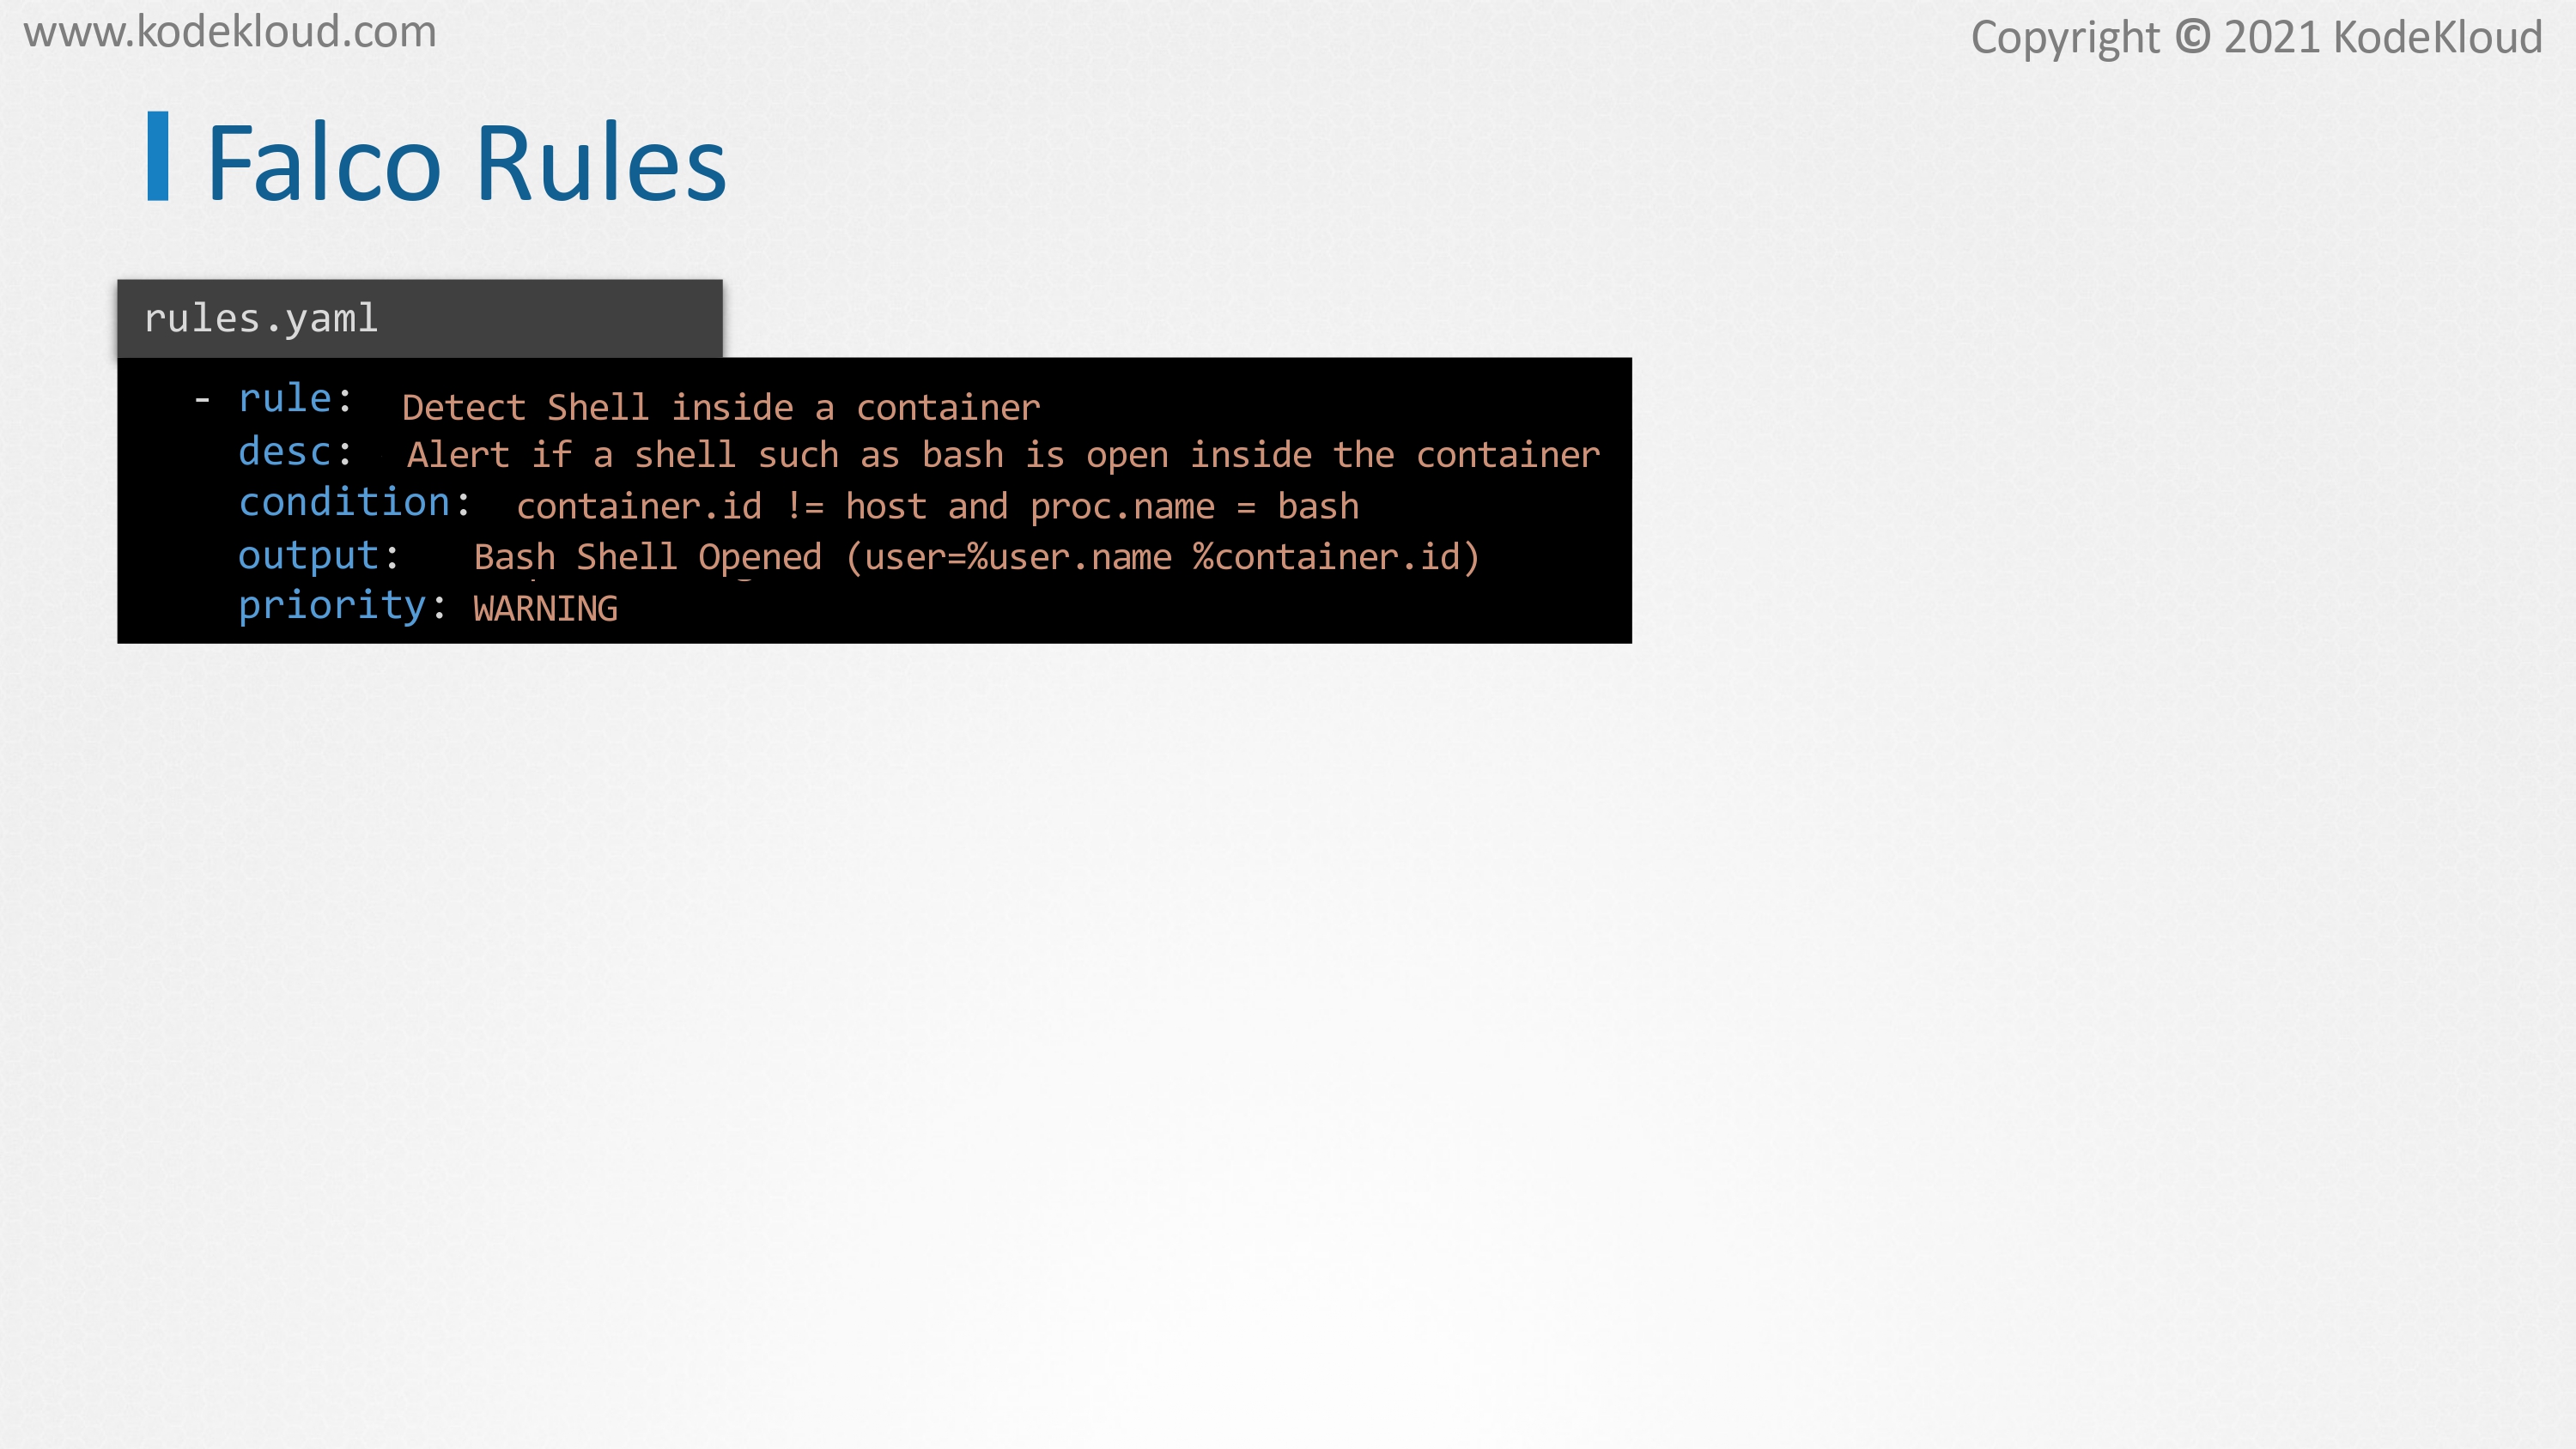 www.kodekloud.com
Copyright © 2021 KodeKloud
Falco Rules
rules.yaml
- rule: Detect Shell inside a container
desc: Alert if a shell such as bash is open inside the container
condition: container.id != host and proc.name = bash
output: Bash Shell Opened (user=%user.name %container.id)
priority: WARNING